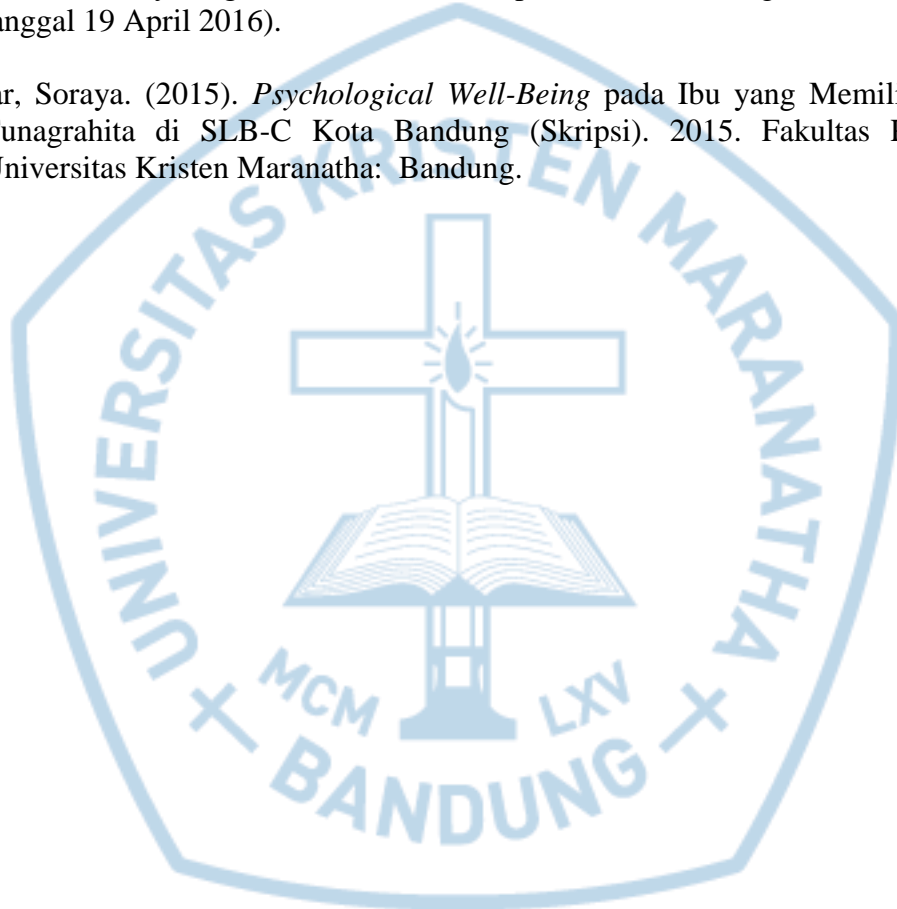 anggal 19 April 2016).
ar, Soraya. (2015). Psychological Well-Being pada Ibu yang Memili
unagrahita di SLB-C Kota Bandung (Skripsi). 2015. Fakultas
Universitas Kristen Maranatha: Bandung.
UNIVERSITAS KRISTEN MARANATHA
MCM LXV
BANDUNG